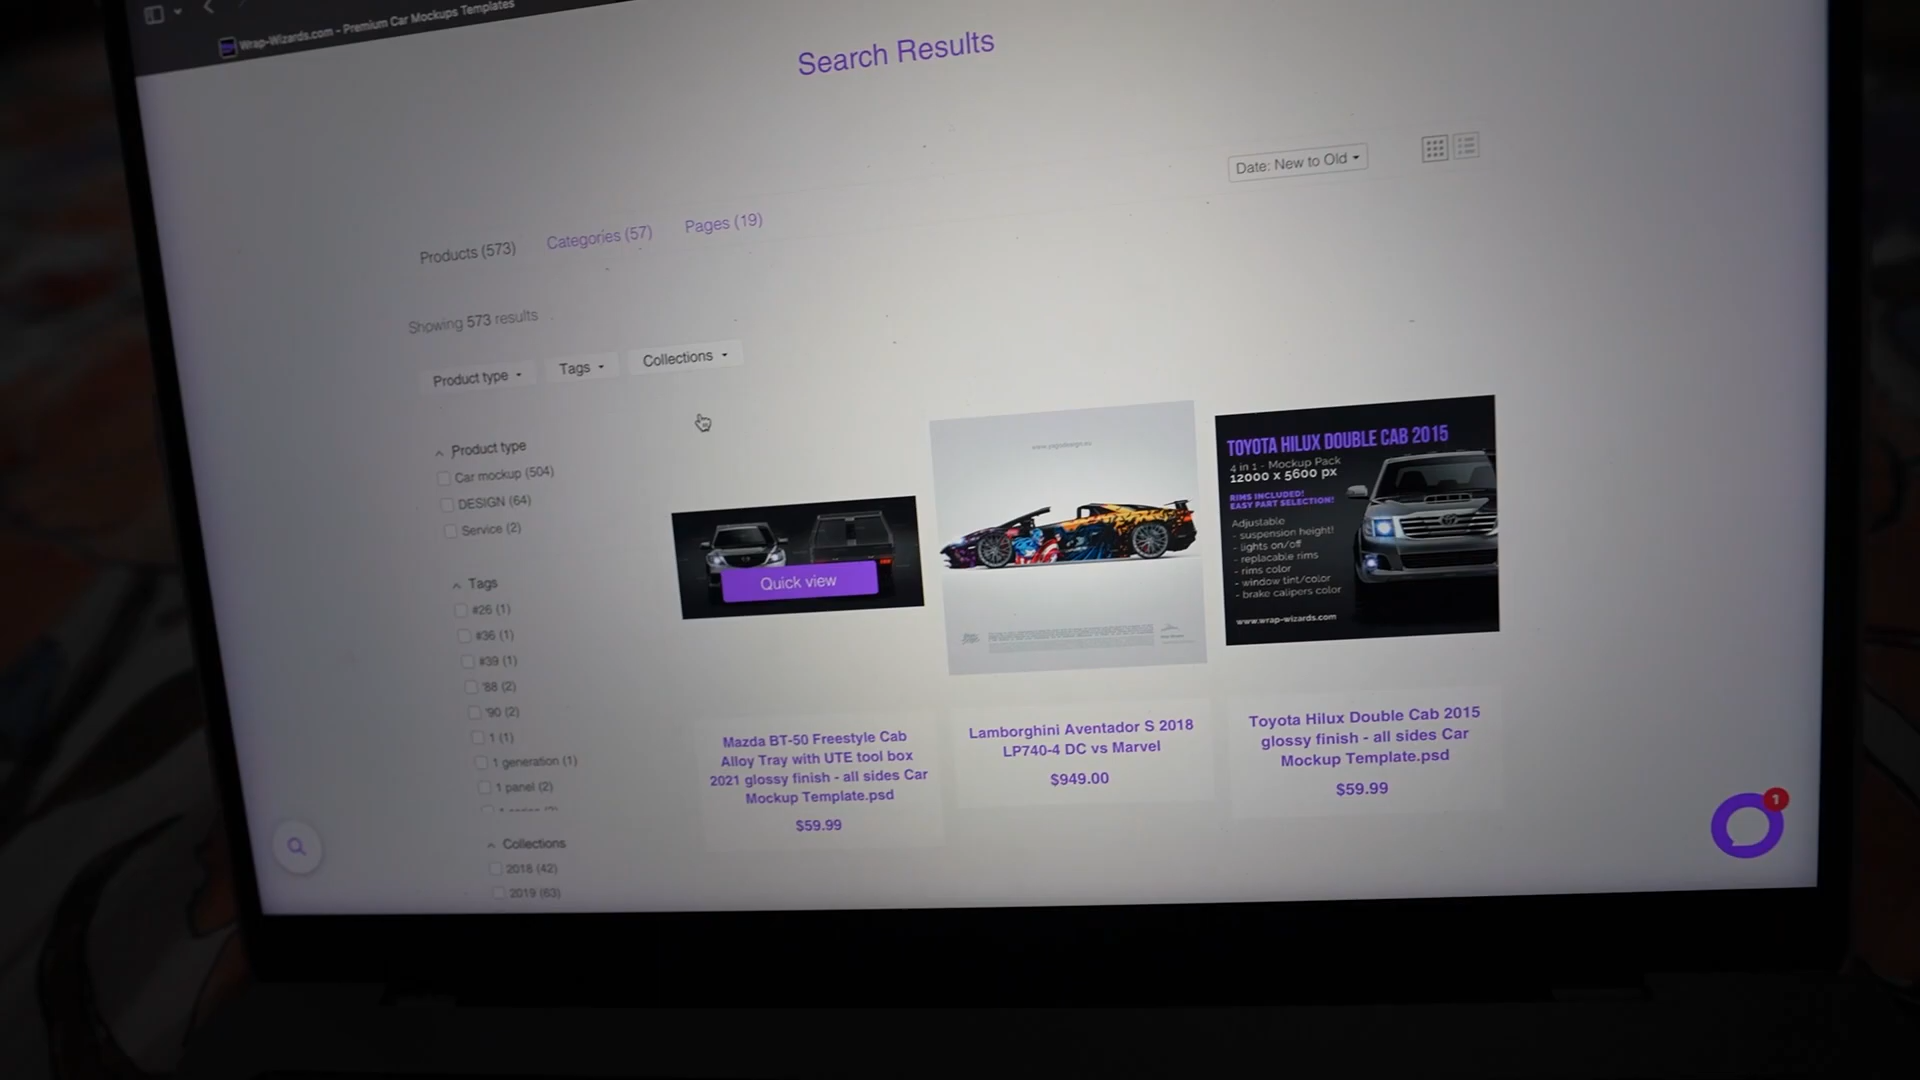 Wrap-Wizards.com - Premium Car Mockups Templates
Search Results
Date: New to Old
Products (573)
Categories (57)
Pages (19)
Showing 573 results
Product type
Tags
Collections
Product type
Car mockup (504)
DESIGN (64)
Service (2)
Tags
#26 (1)
#36 (1)
#39 (1)
'88 (2)
'90 (2)
1 (1)
1 generation (1)
1 panel (2)
Collections
2018 (42)
2019 (63)
Quick view
Mazda BT-50 Freestyle Cab
Alloy Tray with UTE tool box
2021 glossy finish - all sides Car
Mockup Template.psd
$59.99
Lamborghini Aventador S 2018
LP740-4 DC vs Marvel
$949.00
TOYOTA HILUX DOUBLE CAB 2015
4 in 1 - Mockup Pack
12000 x 5600 px
RIMS INCLUDED!
EASY PART SELECTION!
Adjustable
- suspension height!
- lights on/off
- replacable rims
- rims color
- window tint/color
- brake calipers color
www.wrap-wizards.com
Toyota Hilux Double Cab 2015
glossy finish - all sides Car
Mockup Template.psd
$59.99
1